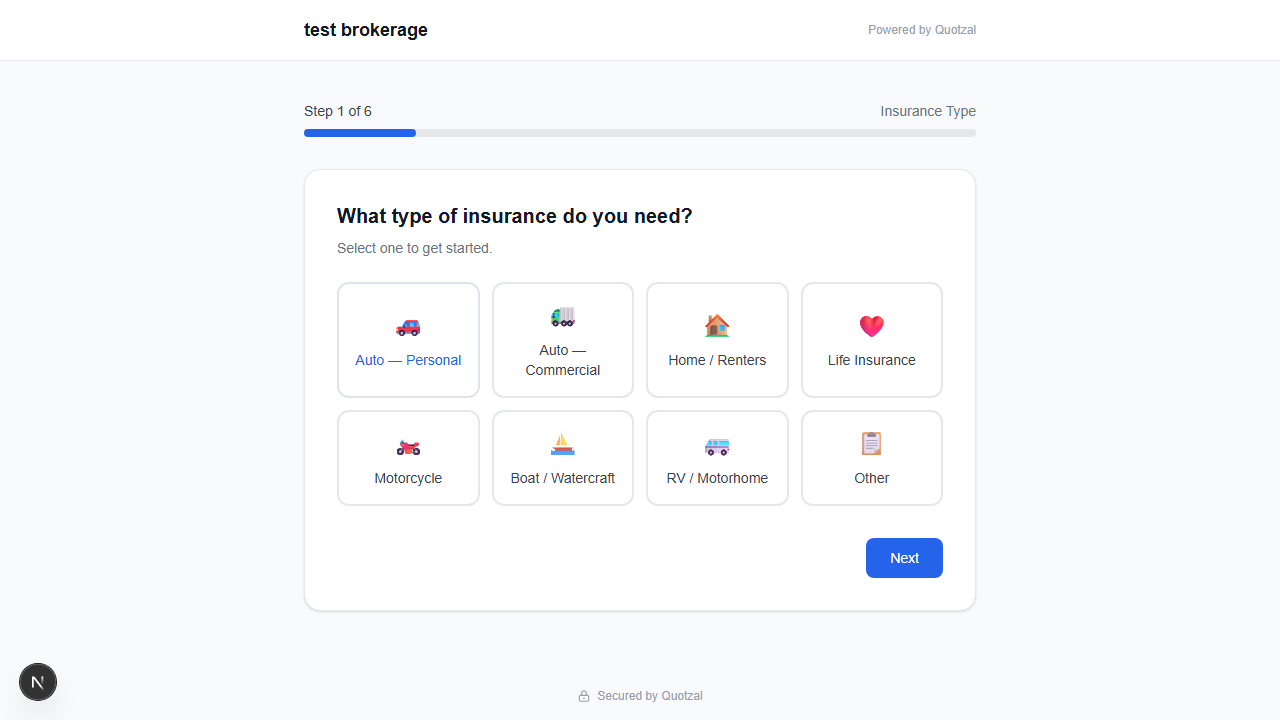 test brokerage
Powered by Quotzal
Step 1 of 6
Insurance Type
What type of insurance do you need?
Select one to get started.
Auto — Personal
Auto —
Commercial
Home / Renters
Life Insurance
Motorcycle
Boat / Watercraft
RV / Motorhome
Other
Next
N
Secured by Quotzal